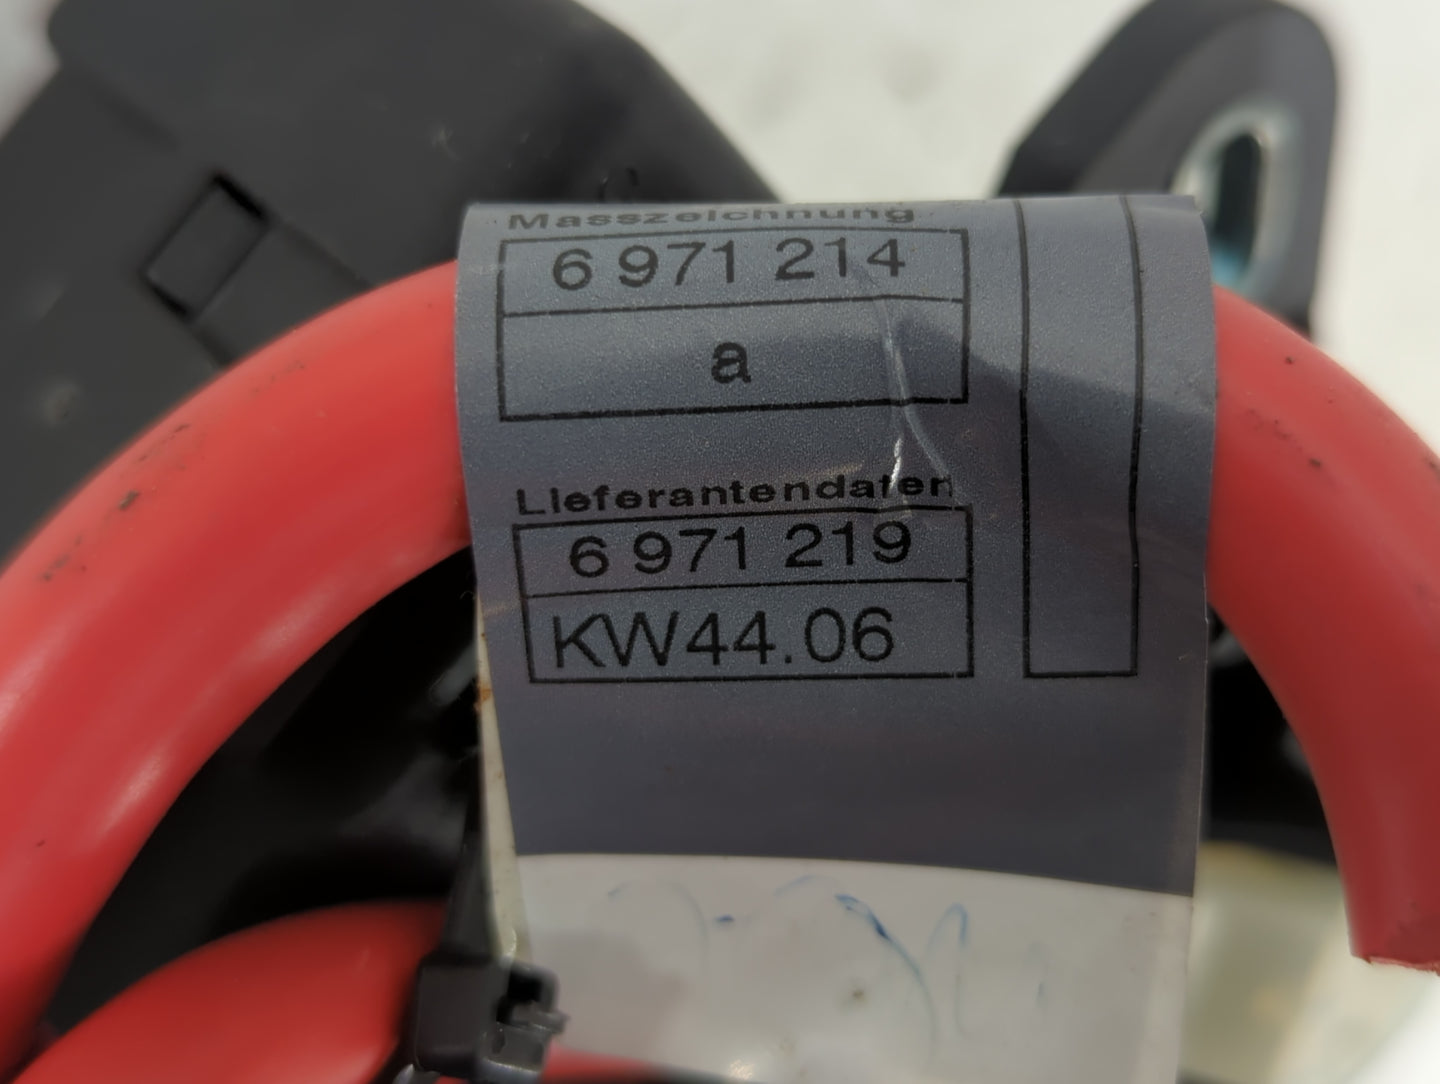 Masszeichnung
6 971 214
a
Lieferantendaten
6 971 219
KW44.06